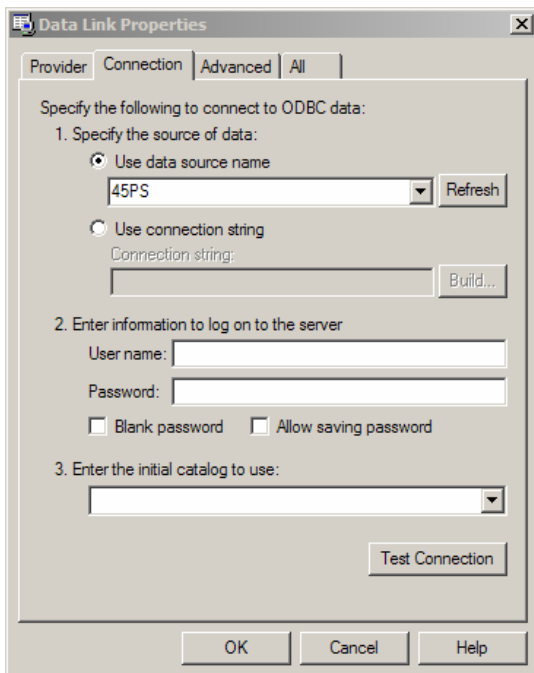 Data Link Properties
Provider Connection Advanced All
Specify the following to connect to ODBC data:
1. Specify the source of data:
Use data source name
45PS Refresh
Use connection string
Connection string:
Build...
2. Enter information to log on to the server
User name:
Password:
Blank password Allow saving password
3. Enter the initial catalog to use:
Test Connection
OK Cancel Help